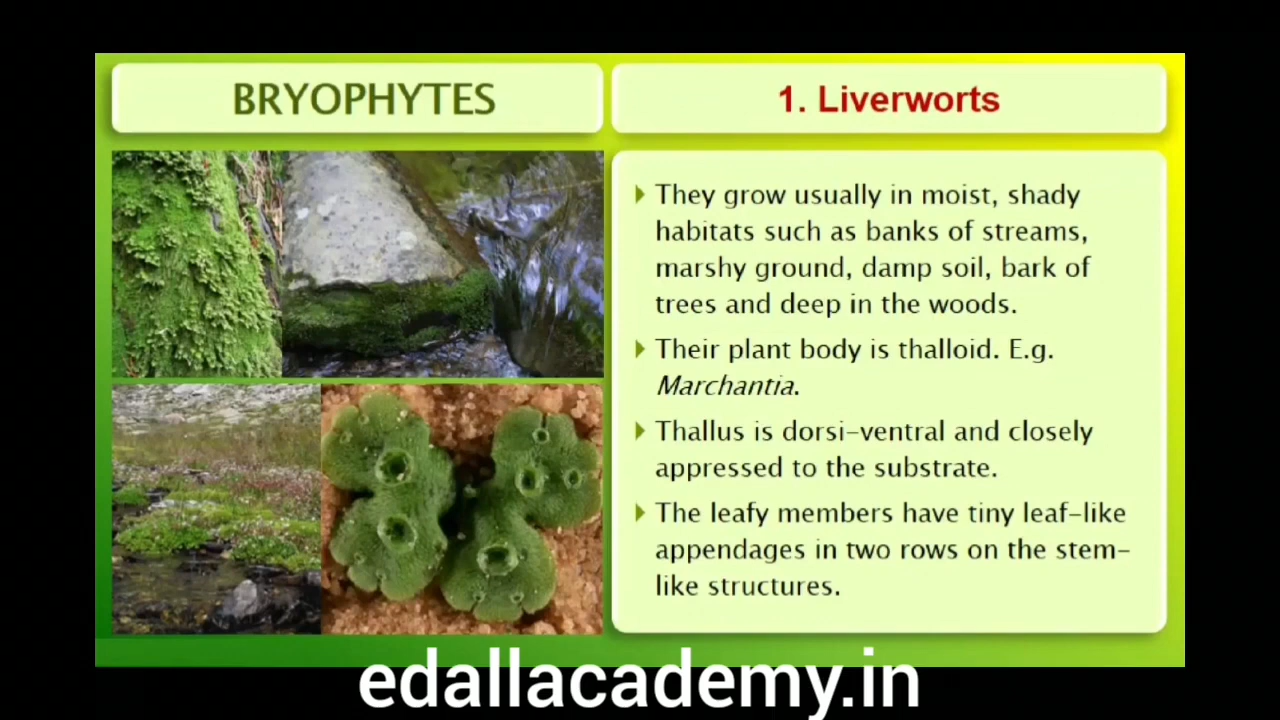 BRYOPHYTES
1. Liverworts
They grow usually in moist, shady
habitats such as banks of streams,
marshy ground, damp soil, bark of
trees and deep in the woods.
Their plant body is thalloid. E.g.
Marchantia.
Thallus is dorsi-ventral and closely
appressed to the substrate.
The leafy members have tiny leaf-like
appendages in two rows on the stem-
like structures.
edallacademy.in